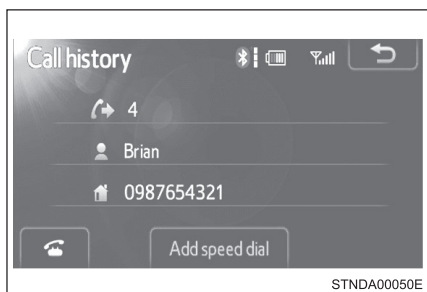 Call history
4
Brian
0987654321
Add speed dial
STNDA00050E